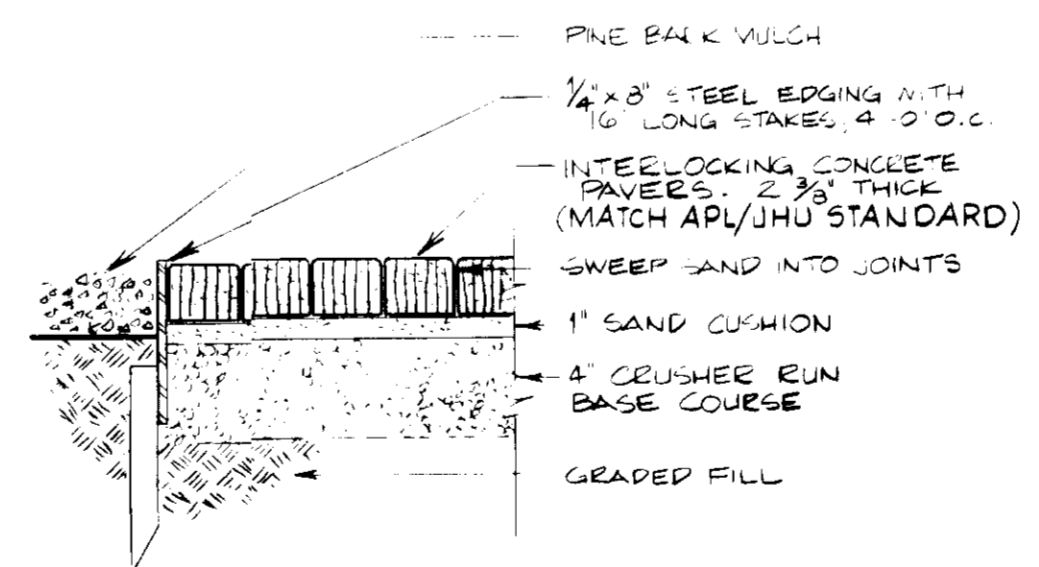 PINE BARK MULCH
1/4" x 8" STEEL EDGING WITH
16" LONG STAKES, 4'-0" O.C.
INTERLOCKING CONCRETE
PAVERS. 2 3/8" THICK
(MATCH APL/JHU STANDARD)
SWEEP SAND INTO JOINTS
1" SAND CUSHION
4" CRUSHER RUN
BASE COURSE
GRADED FILL